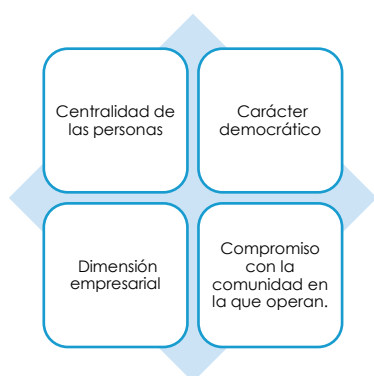 Centralidad de
las personas
Carácter
democrático
Dimensión
empresarial
Compromiso
con la
comunidad en
la que operan.